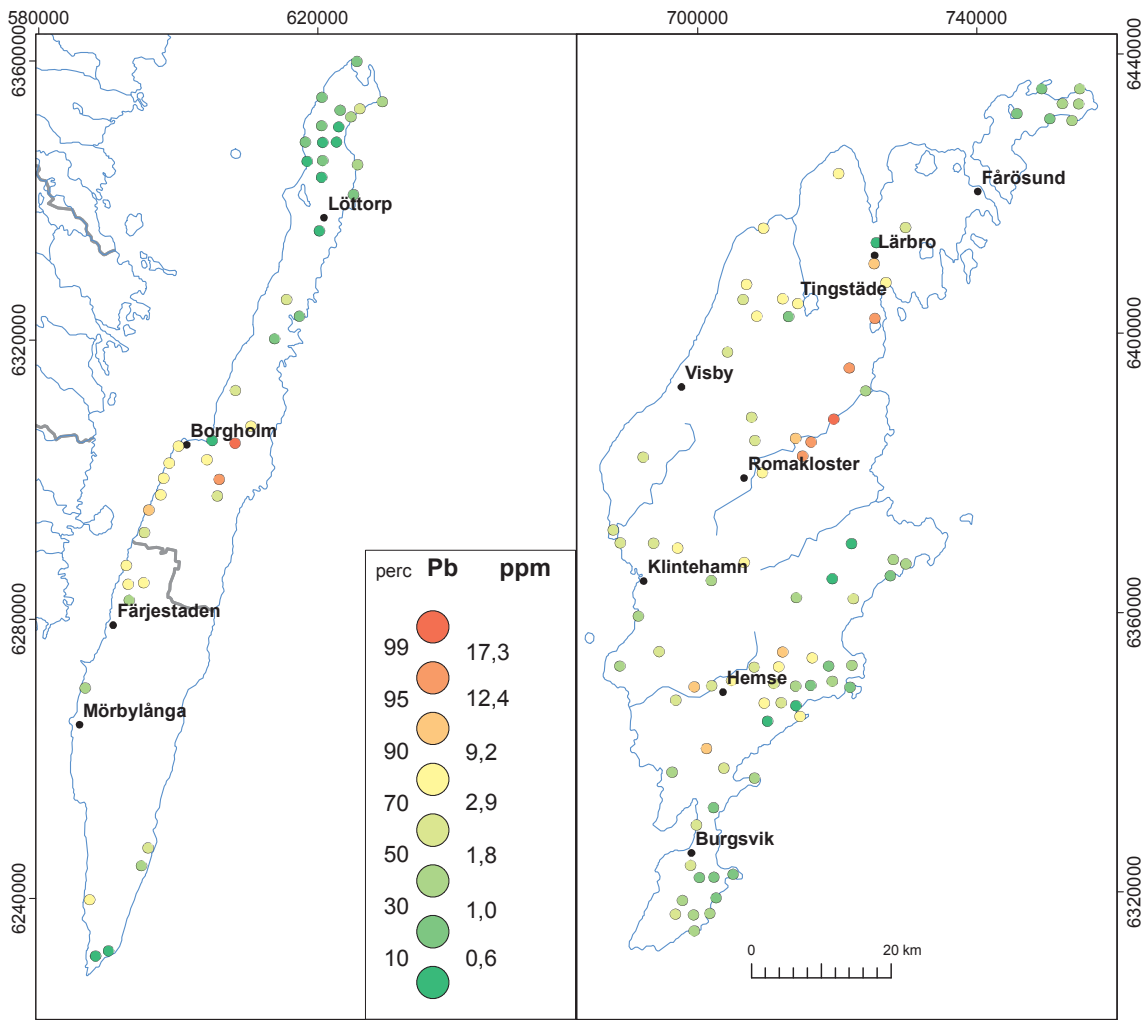 580000
620000
700000
740000
6360000
6320000
6280000
6240000
6440000
6400000
6360000
6320000
Löttorp
Borgholm
Färjestaden
Mörbylånga
Fårösund
Lärbro
Tingstäde
Visby
Romakloster
Klintehamn
Hemse
Burgsvik
perc Pb ppm
99 17,3
95 12,4
90 9,2
70 2,9
50 1,8
30 1,0
10 0,6
0 20 km